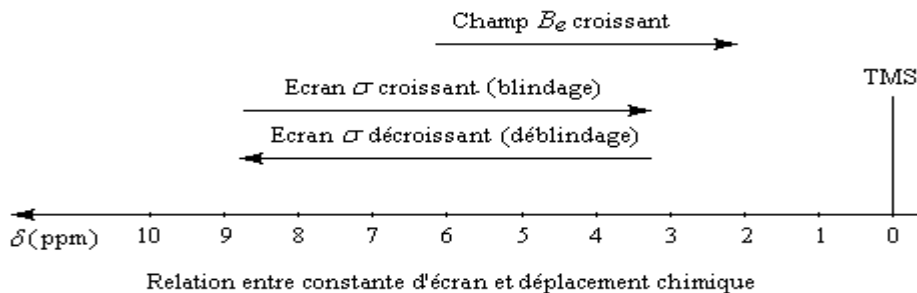 Champ Be croissant
TMS
Ecran σ croissant (blindage)
Ecran σ décroissant (déblindage)
δ(ppm) 10 9 8 7 6 5 4 3 2 1 0
Relation entre constante d'écran et déplacement chimique